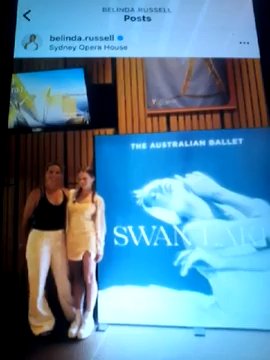 BELINDA RUSSELL
Posts
belinda.russell
Sydney Opera House
THE AUSTRALIAN BALLET
SWAN LAKE